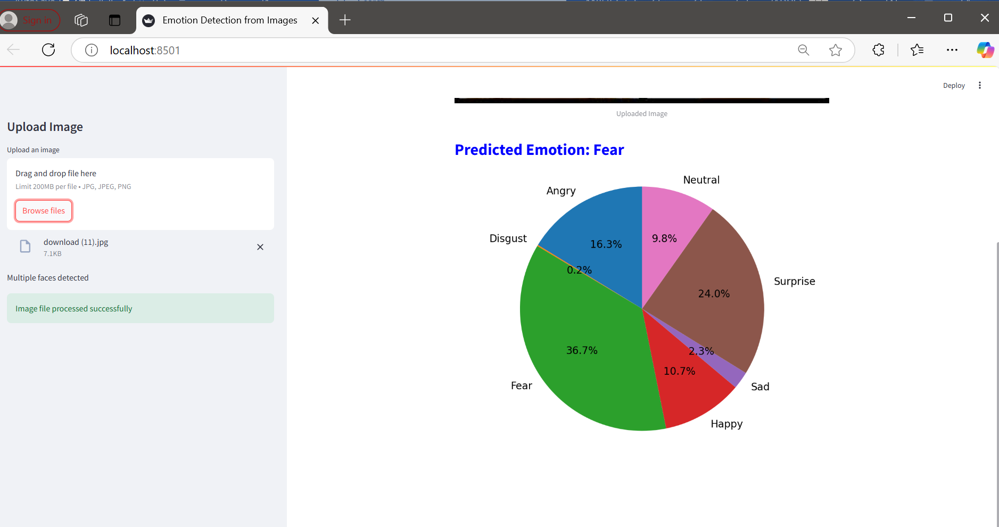 Sign in
Emotion Detection from Images
localhost:8501
Deploy
Upload Image
Upload an image
Drag and drop file here
Limit 200MB per file • JPG, JPEG, PNG
Browse files
download (11).jpg
7.1KB
Multiple faces detected
Image file processed successfully
Uploaded Image
Predicted Emotion: Fear
Neutral
Angry
Disgust
9.8%
16.3%
0.2%
Surprise
24.0%
36.7%
2.3%
10.7%
Fear
Sad
Happy